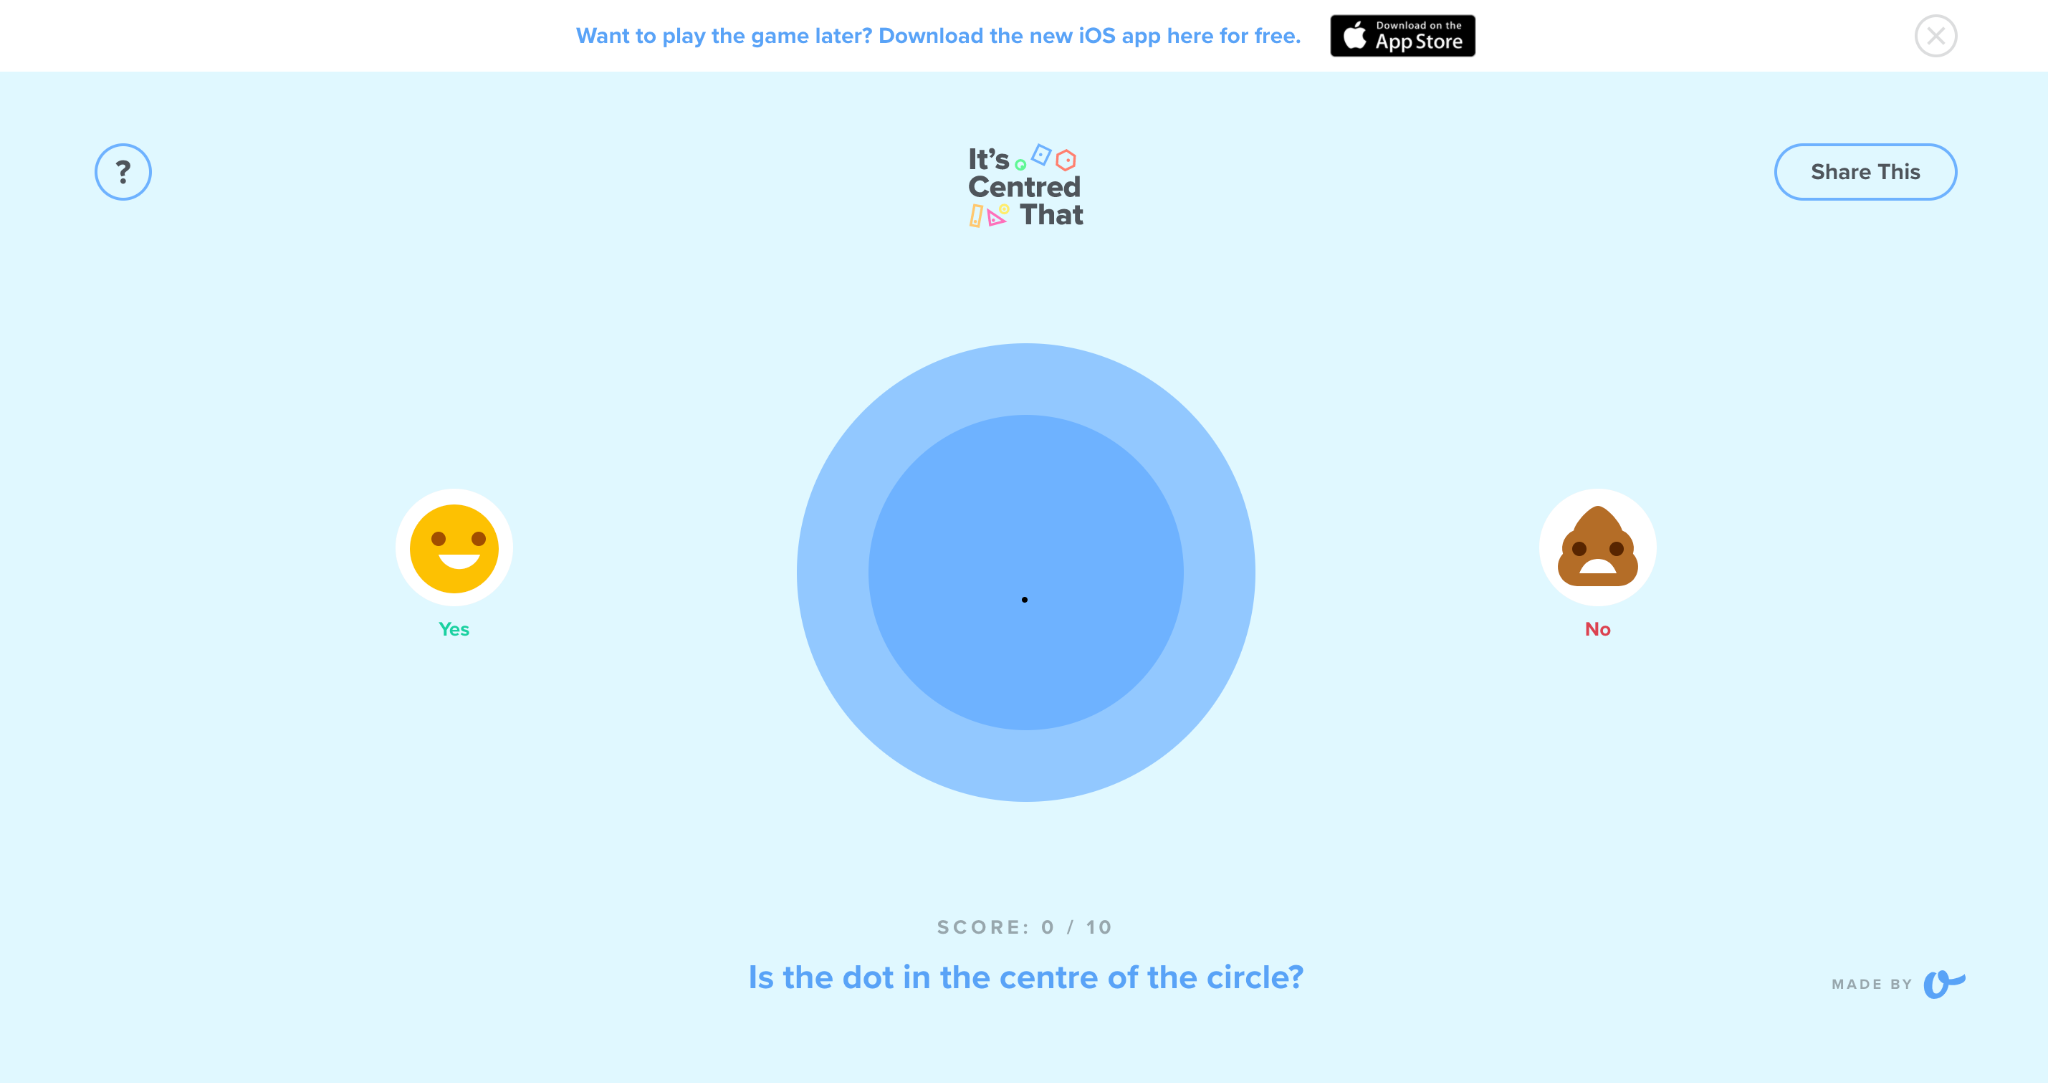 Want to play the game later? Download the new iOS app here for free.
Download on the
App Store
?
It's
Centred
That
Share This
Yes
No
SCORE: 0 / 10
Is the dot in the centre of the circle?
MADE BY